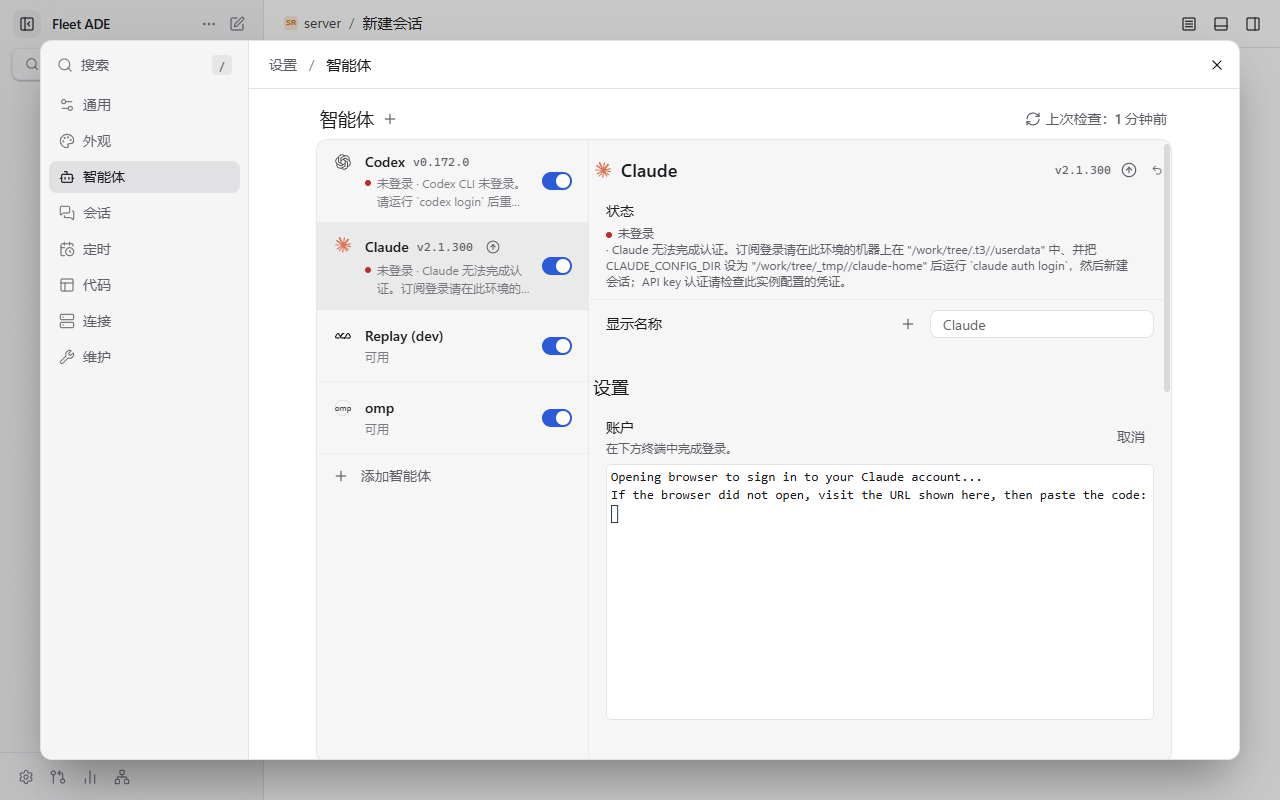 Fleet ADE
SR server / 新建会话
搜索 /
通用
外观
智能体
会话
定时
代码
连接
维护
设置 / 智能体
智能体
上次检查：1 分钟前
Codex v0.172.0
未登录 · Codex CLI 未登录。
请运行 `codex login` 后重...
Claude v2.1.300
未登录 · Claude 无法完成认
证。订阅登录请在此环境的...
Replay (dev)
可用
omp omp
可用
添加智能体
Claude
v2.1.300
状态
未登录
· Claude 无法完成认证。订阅登录请在此环境的机器上在 "/work/tree/.t3//userdata" 中、并把
CLAUDE_CONFIG_DIR 设为 "/work/tree/_tmp//claude-home" 后运行 `claude auth login`，然后新建
会话；API key 认证请检查此实例配置的凭证。
显示名称
Claude
设置
账户
在下方终端中完成登录。
取消
Opening browser to sign in to your Claude account...
If the browser did not open, visit the URL shown here, then paste the code: